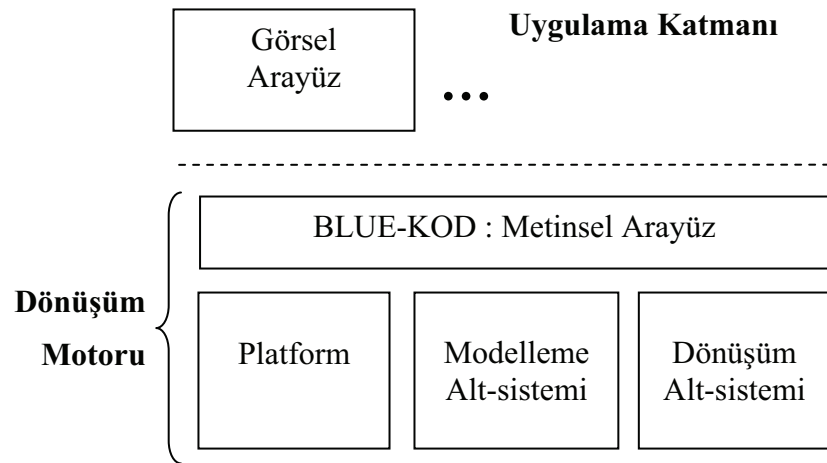 Uygulama Katmanı
Görsel
Arayüz
...
BLUE-KOD : Metinsel Arayüz
Dönüşüm
Motoru
Platform
Modelleme
Alt-sistemi
Dönüşüm
Alt-sistemi